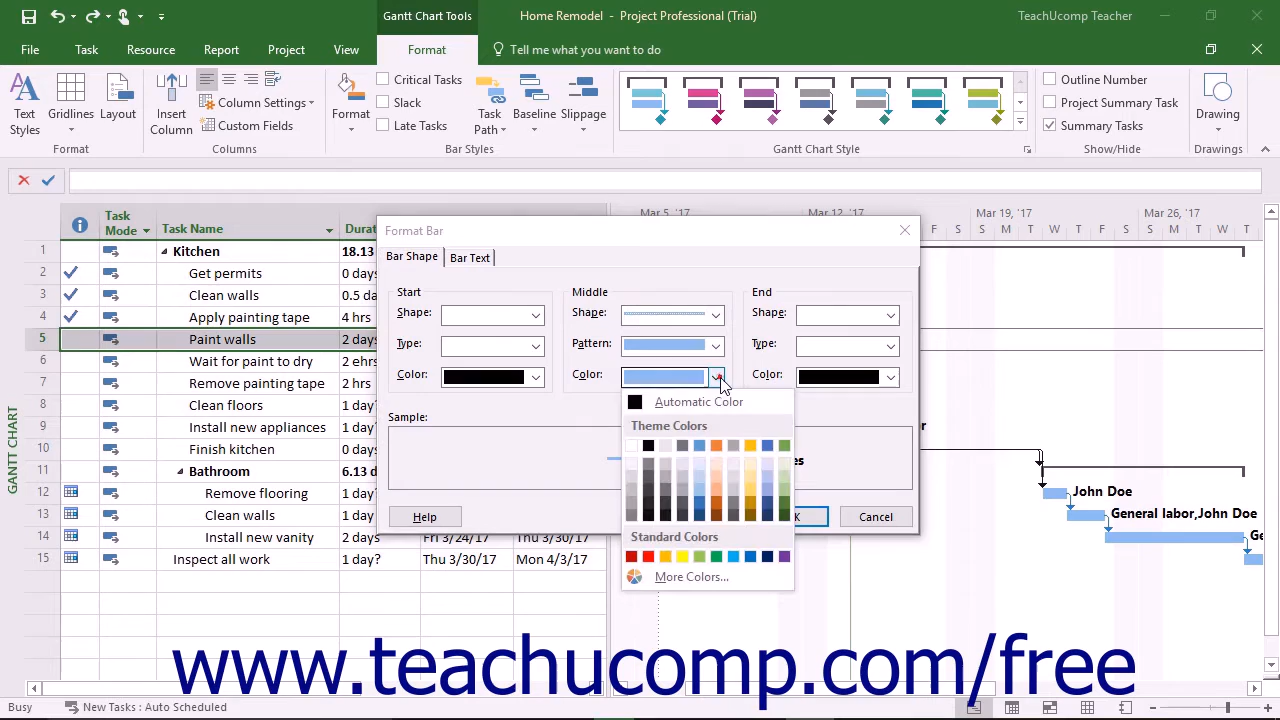 Gantt Chart Tools
Home Remodel - Project Professional (Trial)
TeachUcomp Teacher
File Task Resource Report Project View Format Tell me what you want to do
Text Styles
Gridlines
Layout
Format
Insert Column
Column Settings
Custom Fields
Columns
Format
Critical Tasks
Slack
Late Tasks
Task Path
Baseline
Slippage
Bar Styles
Gantt Chart Style
Outline Number
Project Summary Task
Summary Tasks
Show/Hide
Drawing
Drawings
GANTT CHART
Task Mode
Task Name
Mar 5, '17 Mar 12, '17 Mar 19, '17 Mar 26, '17
F S S M T W T F S S M T W T
1 Kitchen 18.13
2 Get permits 0 days
3 Clean walls 0.5 da
4 Apply painting tape 4 hrs
5 Paint walls 2 days
6 Wait for paint to dry 2 ehrs
7 Remove painting tape 1 day
8 Clean floors 1 day
9 Install new appliances 1 day
10 Finish kitchen 0 days
11 Bathroom 6.13 d
12 Remove flooring 1 day
13 Clean walls 1 day
14 Install new vanity 2 days Fri 3/24/17 Thu 3/30/17
15 Inspect all work 1 day? Thu 3/30/17 Mon 4/3/17
Format Bar
Bar Shape
Bar Text
Start
Shape:
Type:
Color:
Middle
Shape:
Pattern:
Color:
End
Shape:
Type:
Color:
Sample:
Help
Cancel
Automatic Color
Theme Colors
Standard Colors
More Colors...
John Doe
General labor,John Doe
www.teachucomp.com/free
Busy
New Tasks : Auto Scheduled